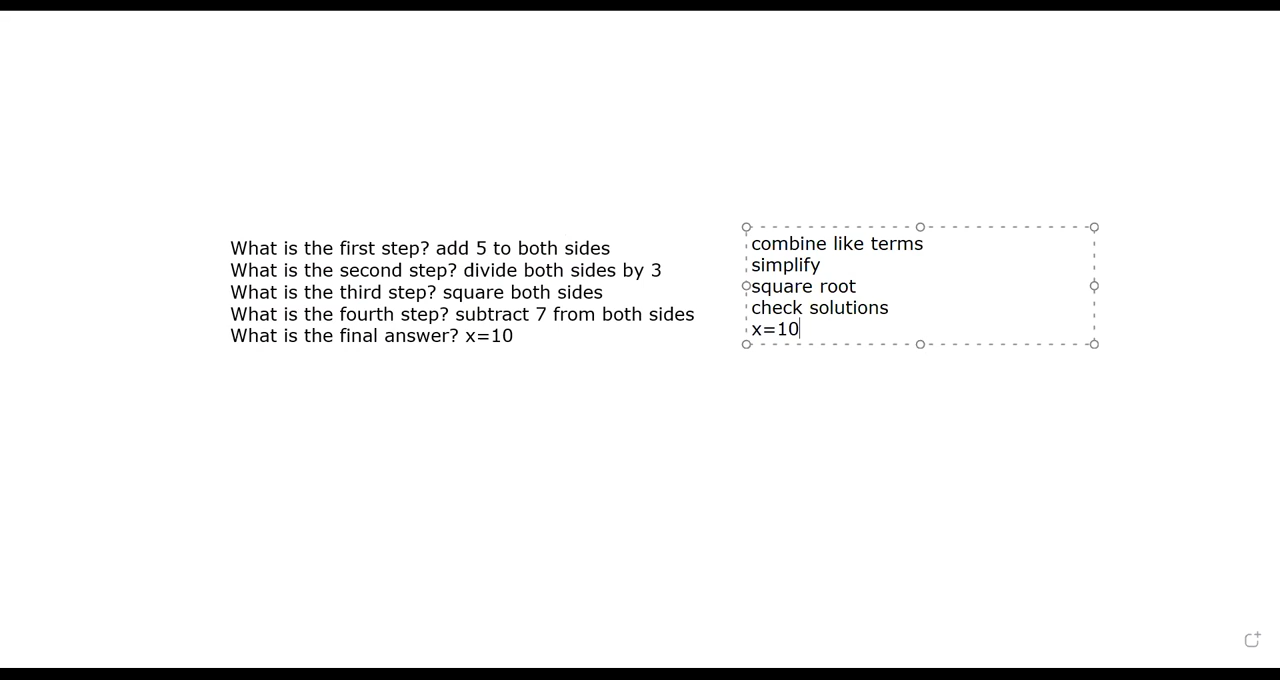 What is the first step? add 5 to both sides
What is the second step? divide both sides by 3
What is the third step? square both sides
What is the fourth step? subtract 7 from both sides
What is the final answer? x=10
combine like terms
simplify
square root
check solutions
x=10